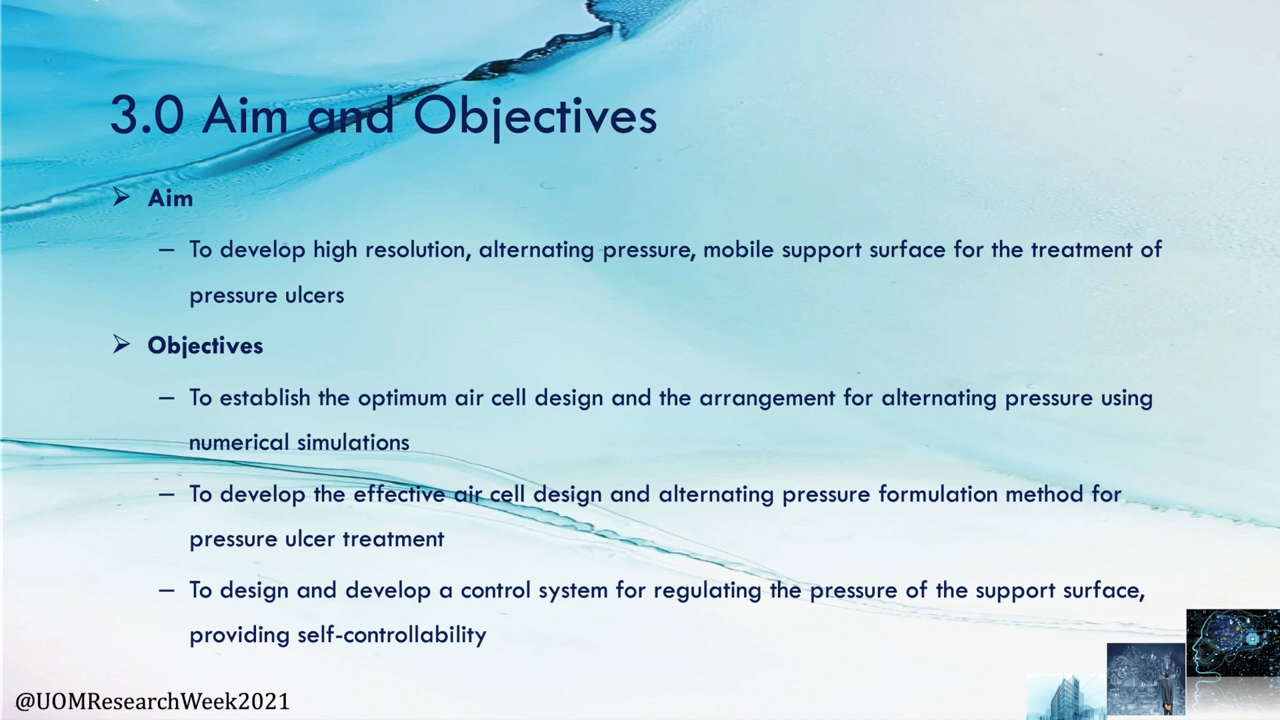 3.0 Aim and Objectives
➢ Aim
– To develop high resolution, alternating pressure, mobile support surface for the treatment of
pressure ulcers
➢ Objectives
– To establish the optimum air cell design and the arrangement for alternating pressure using
numerical simulations
– To develop the effective air cell design and alternating pressure formulation method for
pressure ulcer treatment
– To design and develop a control system for regulating the pressure of the support surface,
providing self-controllability
@UOMResearchWeek2021